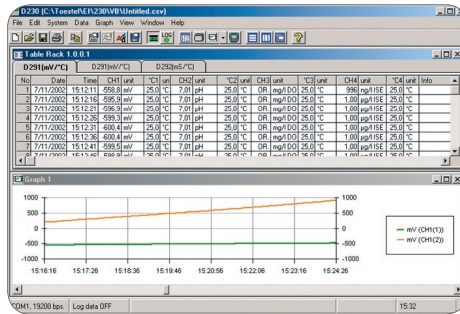 D230 (C:\Toestel\EI\230\VB\Untitled.csv)
File Edit System Data Graph View Window Help
Table Rack 1.0.0.1
D291(mV/°C) D291(mV/°C) D292(mS/°C)
No Date Time CH1 unit °C1 unit CH2 unit °C2 unit CH3 unit °C3 unit CH4 unit °C4 unit Info
1 7/11/2002 15:12:11 -558,8 mV 25,0 °C 7,01 pH 25,0 °C OR. mg/l DO 25,0 °C 996 µg/l ISE 25,0 °C
2 7/11/2002 15:12:16 -595,9 mV 25,0 °C 7,01 pH 25,0 °C OR. mg/l DO 25,0 °C 1,00 µg/l ISE 25,0 °C
3 7/11/2002 15:12:21 -596,9 mV 25,0 °C 7,01 pH 25,0 °C OR. mg/l DO 25,0 °C 1,00 µg/l ISE 25,0 °C
4 7/11/2002 15:12:26 -599,3 mV 25,0 °C 7,01 pH 25,0 °C OR. mg/l DO 25,0 °C 1,00 µg/l ISE 25,0 °C
5 7/11/2002 15:12:31 -600,4 mV 25,0 °C 7,01 pH 25,0 °C OR. mg/l DO 25,0 °C 1,00 µg/l ISE 25,0 °C
6 7/11/2002 15:12:36 -600,4 mV 25,0 °C 7,01 pH 25,0 °C OR. mg/l DO 25,0 °C 1,00 µg/l ISE 25,0 °C
7 7/11/2002 15:12:41 -599,5 mV 25,0 °C 7,01 pH 25,0 °C OR. mg/l DO 25,0 °C 1,00 µg/l ISE 25,0 °C
Graph 1
1000 1000
500 500
0 0
-500 -500
-1000 -1000
mV (CH1(1))
mV (CH1(2))
15:16:16 15:17:26 15:18:36 15:19:46 15:20:56 15:22:06 15:23:16 15:24:26
COM1, 19200 bps. Log data OFF 15:32